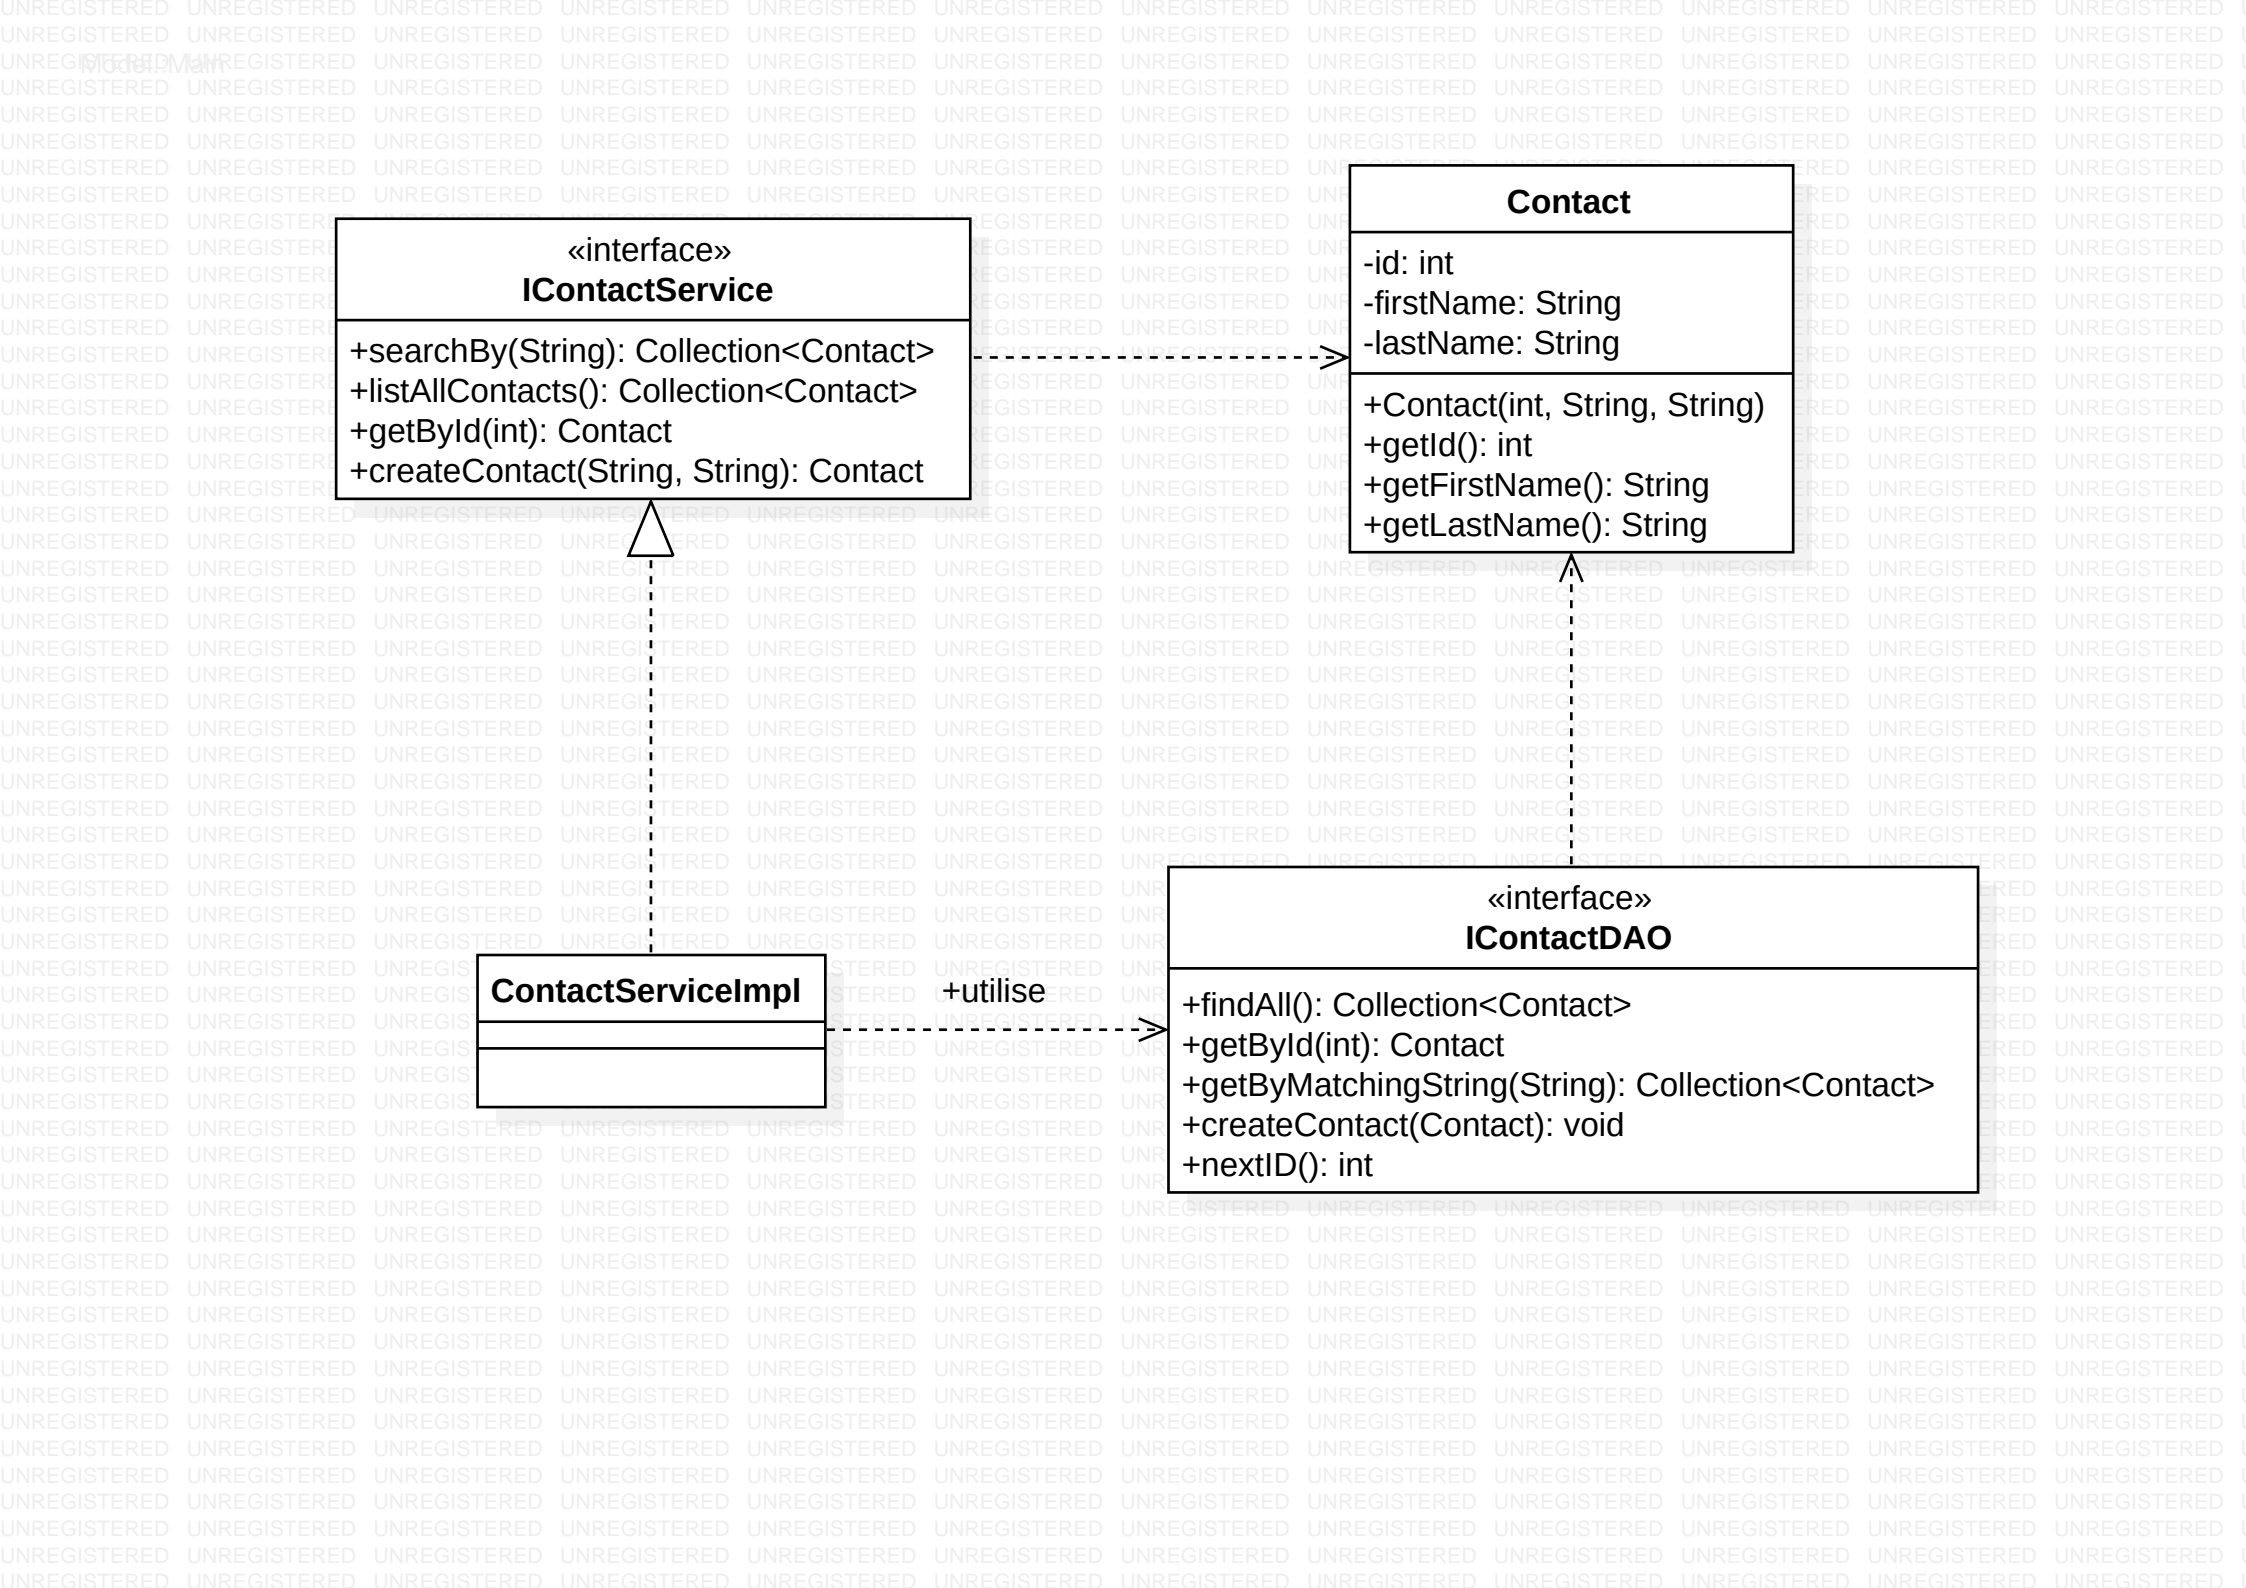 Model::Main
«interface»
IContactService
+searchBy(String): Collection<Contact>
+listAllContacts(): Collection<Contact>
+getById(int): Contact
+createContact(String, String): Contact
Contact
-id: int
-firstName: String
-lastName: String
+Contact(int, String, String)
+getId(): int
+getFirstName(): String
+getLastName(): String
ContactServiceImpl
+utilise
«interface»
IContactDAO
+findAll(): Collection<Contact>
+getById(int): Contact
+getByMatchingString(String): Collection<Contact>
+createContact(Contact): void
+nextID(): int
UNREGISTERED